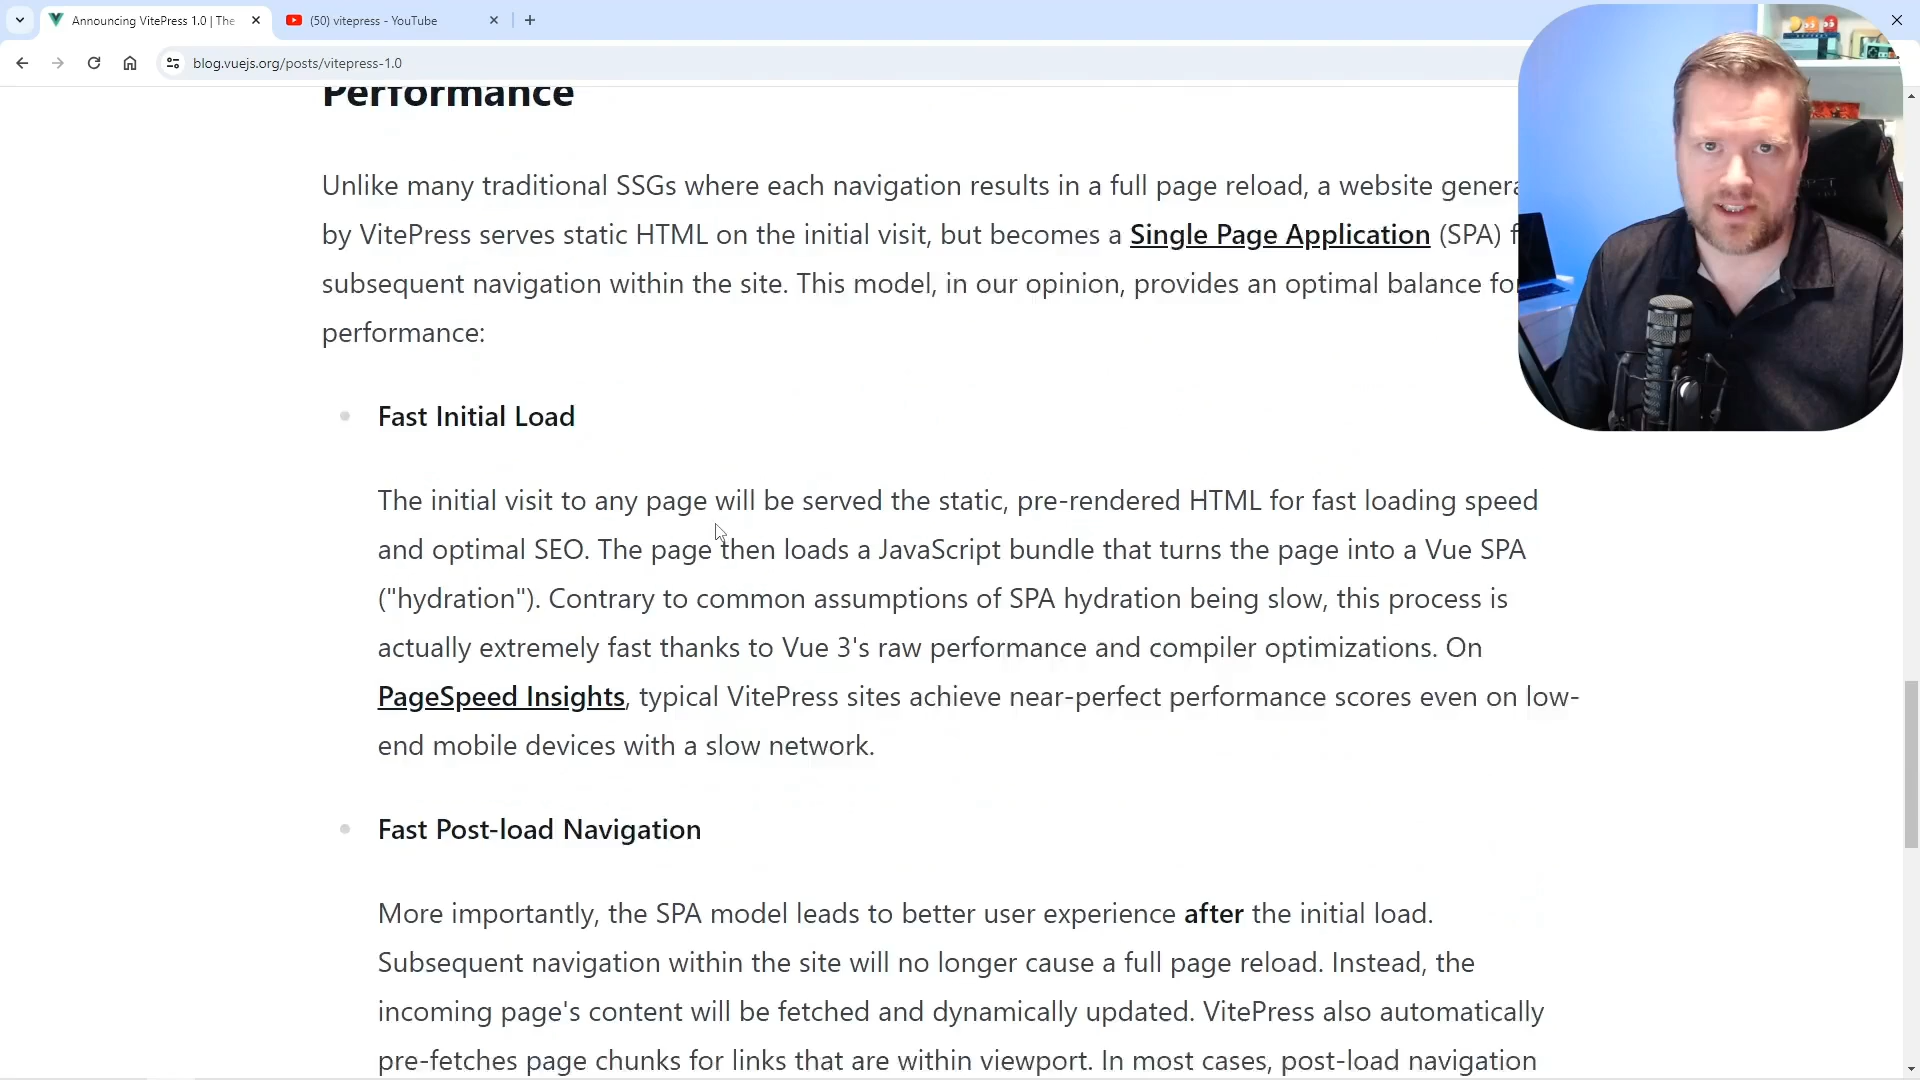 Announcing VitePress 1.0 | The
(50) vitepress - YouTube
blog.vuejs.org/posts/vitepress-1.0
Performance
Unlike many traditional SSGs where each navigation results in a full page reload, a website genera
by VitePress serves static HTML on the initial visit, but becomes a Single Page Application (SPA) f
subsequent navigation within the site. This model, in our opinion, provides an optimal balance fo
performance:
Fast Initial Load
The initial visit to any page will be served the static, pre-rendered HTML for fast loading speed
and optimal SEO. The page then loads a JavaScript bundle that turns the page into a Vue SPA
("hydration"). Contrary to common assumptions of SPA hydration being slow, this process is
actually extremely fast thanks to Vue 3's raw performance and compiler optimizations. On
PageSpeed Insights, typical VitePress sites achieve near-perfect performance scores even on low-
end mobile devices with a slow network.
Fast Post-load Navigation
More importantly, the SPA model leads to better user experience after the initial load.
Subsequent navigation within the site will no longer cause a full page reload. Instead, the
incoming page's content will be fetched and dynamically updated. VitePress also automatically
pre-fetches page chunks for links that are within viewport. In most cases, post-load navigation